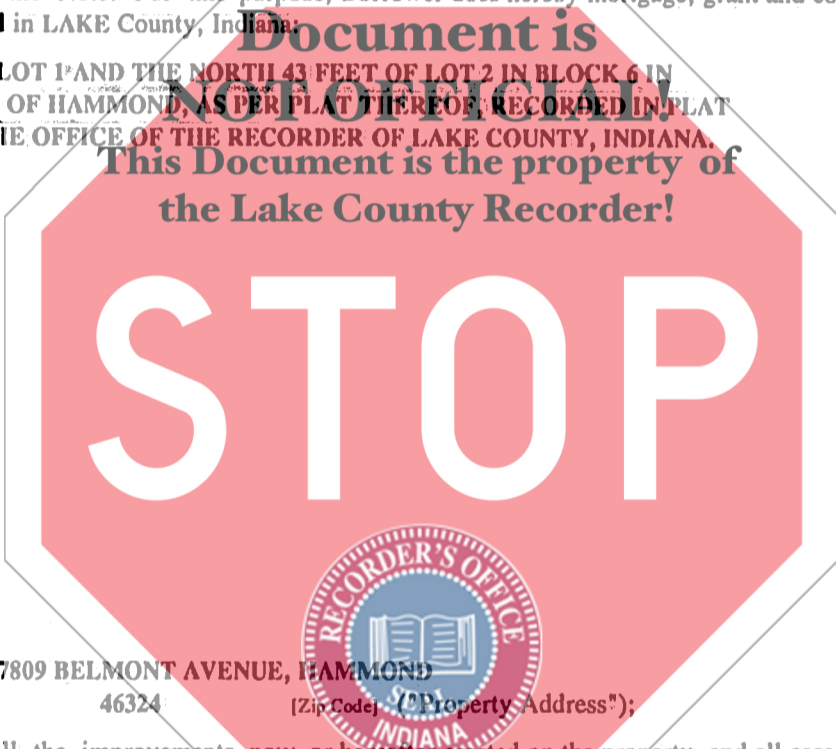 in LAKE County, Indiana:
Document is
LOT 1 AND THE NORTH 43 FEET OF LOT 2 IN BLOCK 6 IN
NOT OFFICIAL!
OF HAMMOND, AS PER PLAT THEREOF, RECORDED IN PLAT
OFFICE OF THE RECORDER OF LAKE COUNTY, INDIANA.
This Document is the property of
the Lake County Recorder!
STOP
RECORDER'S OFFICE
7809 BELMONT AVENUE, HAMMOND
46324 [Zip Code] ("Property Address");
SEAL
INDIANA